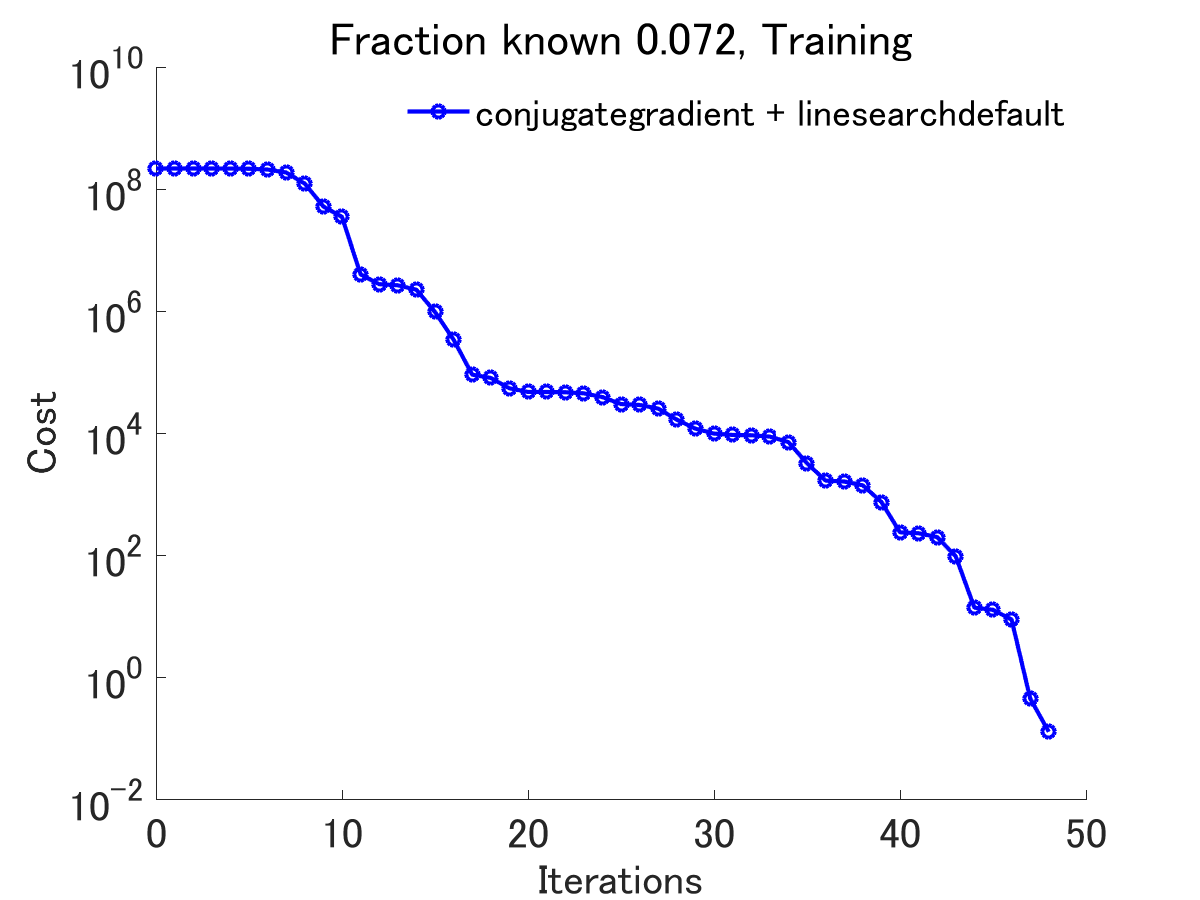 Fraction known 0.072, Training
conjugategradient + linesearchdefault
10^10
10^8
10^6
10^4
10^2
10^0
10^-2
Cost
0 10 20 30 40 50
Iterations